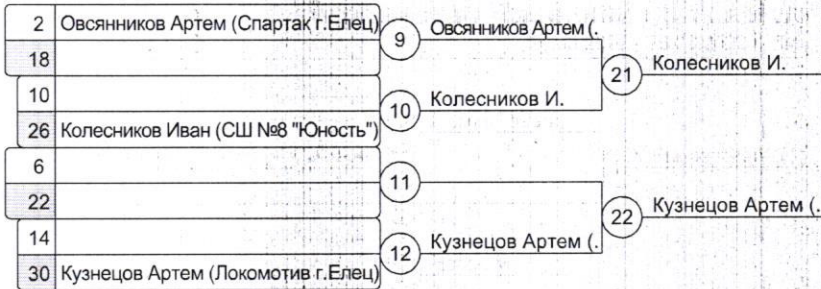 2 Овсянников Артем (Спартак г.Елец)
9 Овсянников Артем (.
18
21 Колесников И.
10
10 Колесников И.
26 Колесников Иван (СШ №8 "Юность")
6
11
22
22 Кузнецов Артем (.
14
12 Кузнецов Артем (.
30 Кузнецов Артем (Локомотив г.Елец)